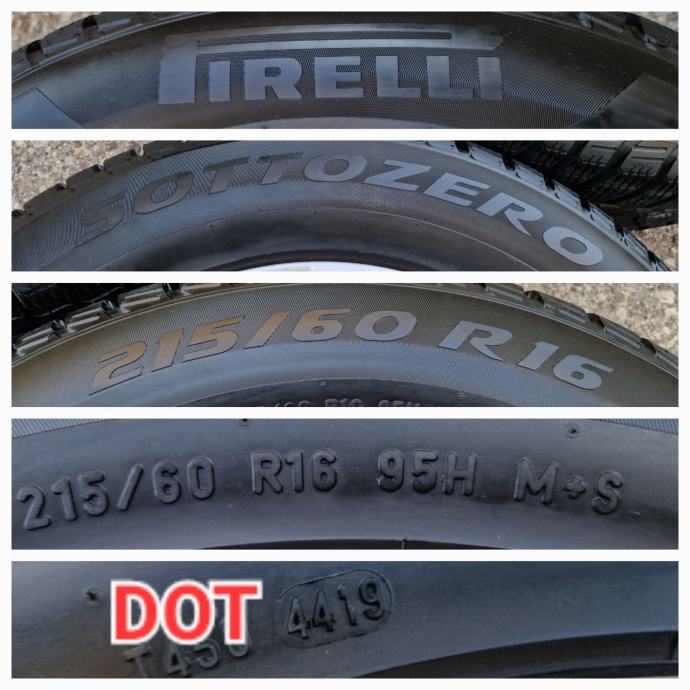 PIRELLI
SOTTOZERO
215/60 R16
215/60 R16 95H M+S
DOT 4419